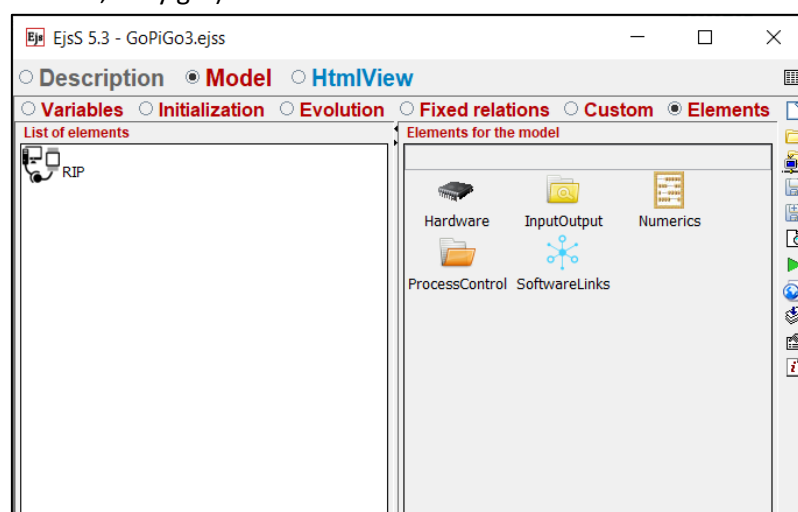 EjsS 5.3 - GoPiGo3.ejss
Description Model HtmlView
Variables Initialization Evolution Fixed relations Custom Elements
List of elements
Elements for the model
RIP
Hardware InputOutput Numerics
ProcessControl SoftwareLinks